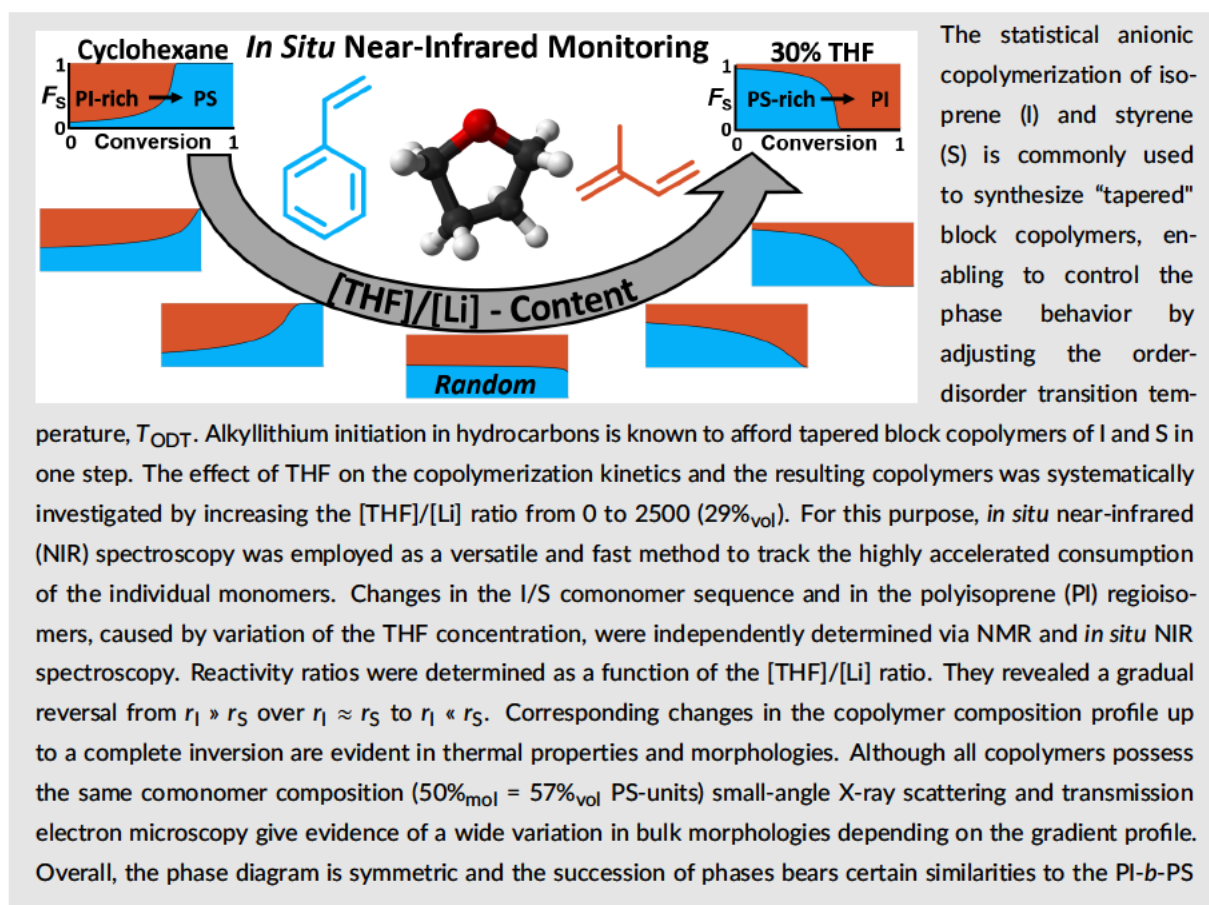 Cyclohexane
In Situ Near-Infrared Monitoring
30% THF
1
FS
0
PI-rich
PS
0
Conversion
1
1
FS
0
PS-rich
PI
0
Conversion
1
[THF]/[Li] - Content
Random
The statistical anionic
copolymerization of iso-
prene (I) and styrene
(S) is commonly used
to synthesize “tapered"
block copolymers, en-
abling to control the
phase behavior by
adjusting the order-
disorder transition tem-
perature, TODT. Alkyllithium initiation in hydrocarbons is known to afford tapered block copolymers of I and S in
one step. The effect of THF on the copolymerization kinetics and the resulting copolymers was systematically
investigated by increasing the [THF]/[Li] ratio from 0 to 2500 (29%vol). For this purpose, in situ near-infrared
(NIR) spectroscopy was employed as a versatile and fast method to track the highly accelerated consumption
of the individual monomers. Changes in the I/S comonomer sequence and in the polyisoprene (PI) regioiso-
mers, caused by variation of the THF concentration, were independently determined via NMR and in situ NIR
spectroscopy. Reactivity ratios were determined as a function of the [THF]/[Li] ratio. They revealed a gradual
reversal from rI » rS over rI ≈ rS to rI « rS. Corresponding changes in the copolymer composition profile up
to a complete inversion are evident in thermal properties and morphologies. Although all copolymers possess
the same comonomer composition (50%mol = 57%vol PS-units) small-angle X-ray scattering and transmission
electron microscopy give evidence of a wide variation in bulk morphologies depending on the gradient profile.
Overall, the phase diagram is symmetric and the succession of phases bears certain similarities to the PI-b-PS